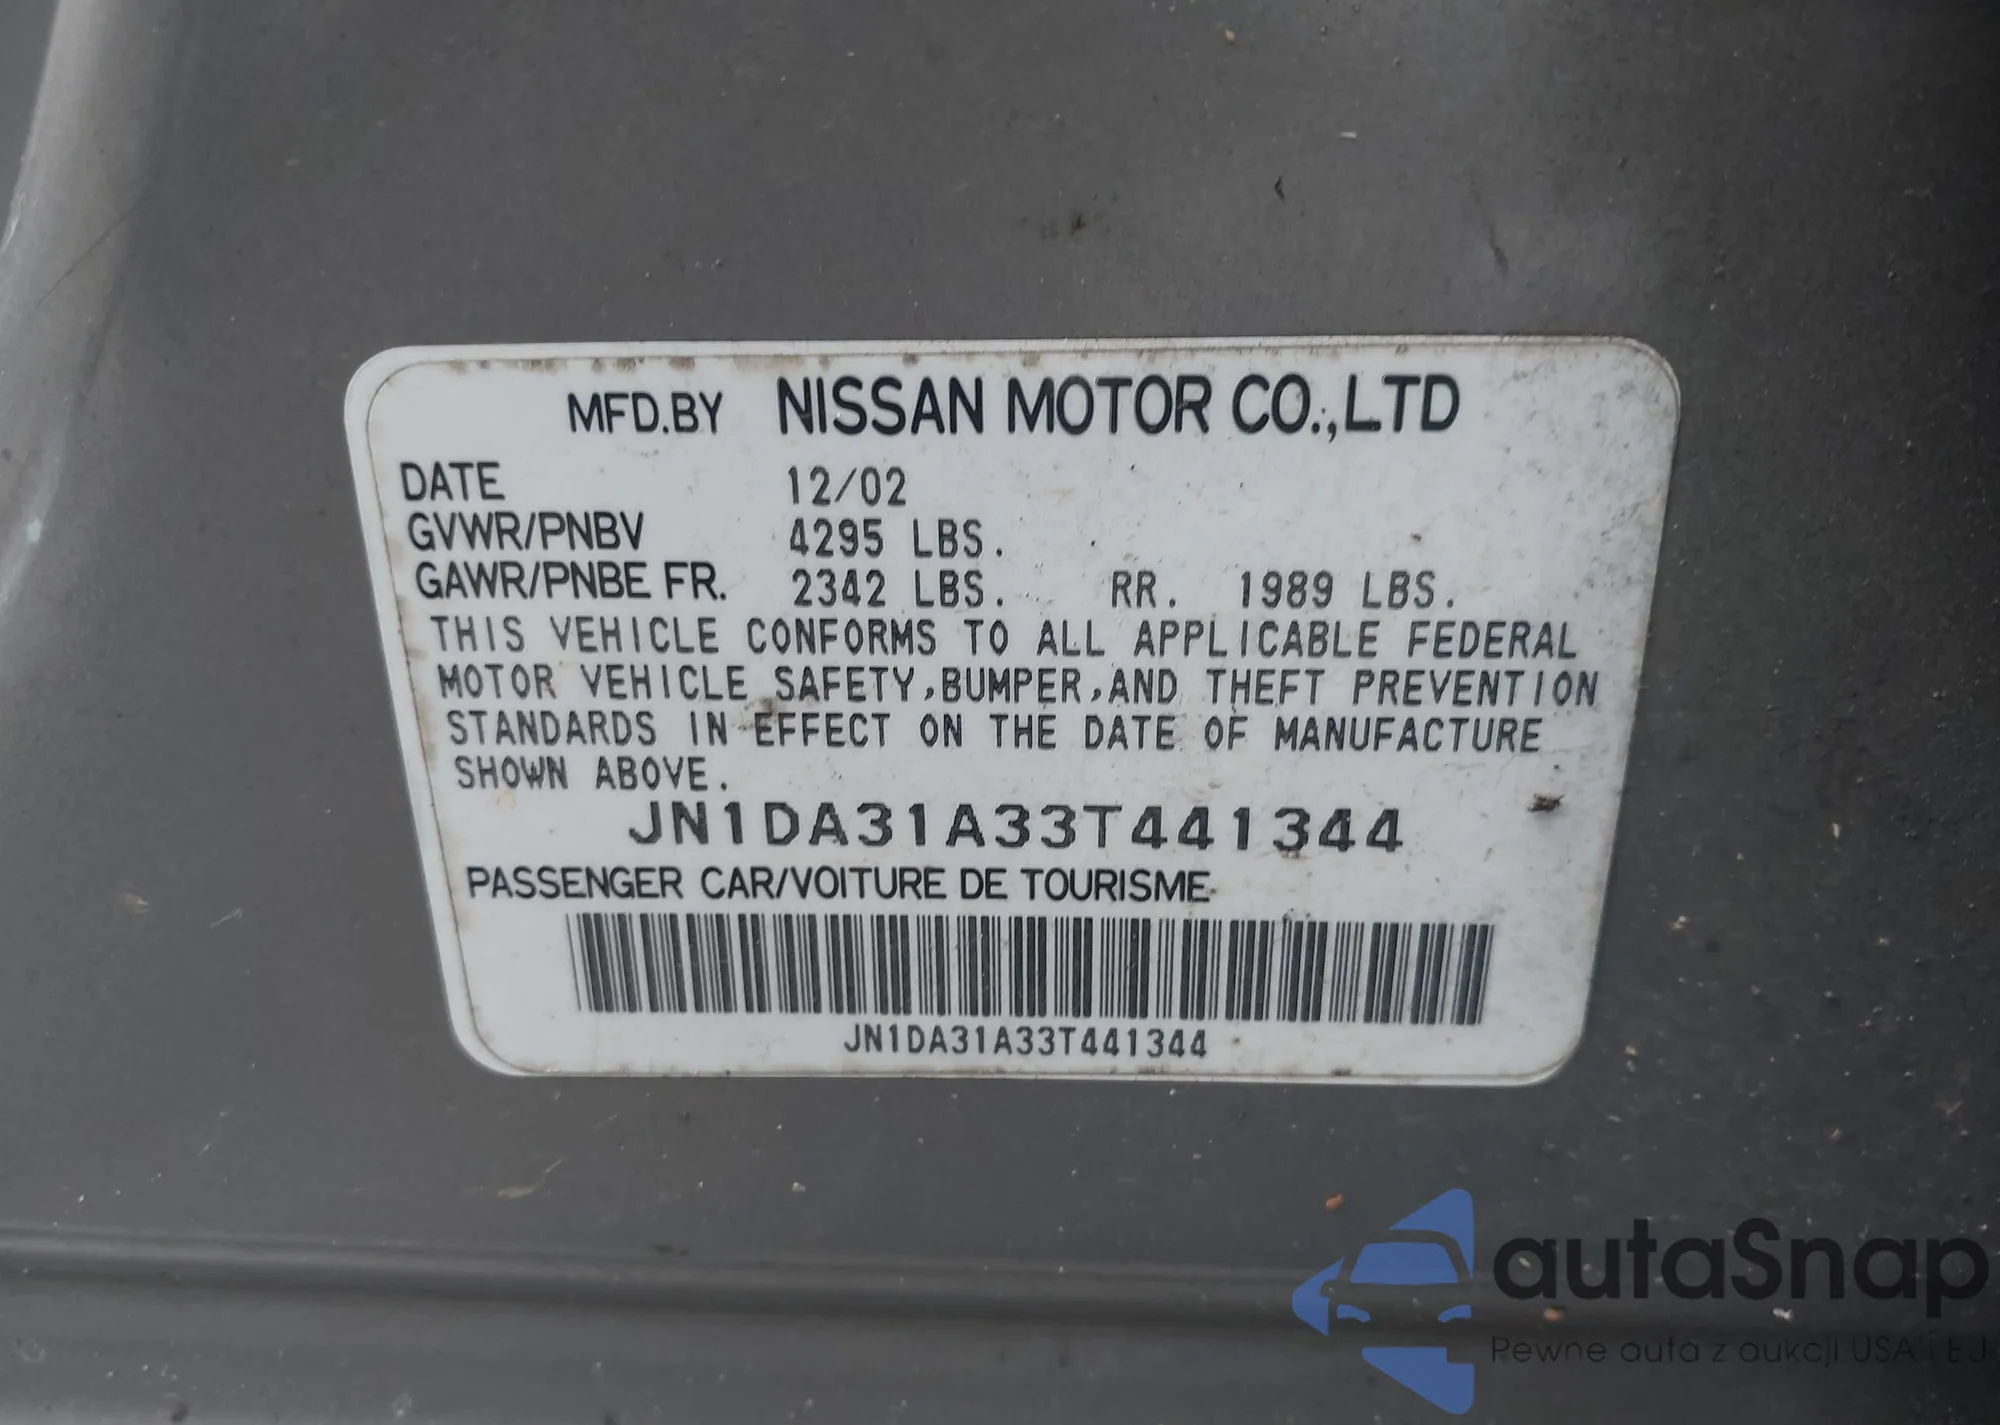 MFD.BY NISSAN MOTOR CO.,LTD
DATE 12/02
GVWR/PNBV 4295 LBS.
GAWR/PNBE FR. 2342 LBS. RR. 1989 LBS.
THIS VEHICLE CONFORMS TO ALL APPLICABLE FEDERAL
MOTOR VEHICLE SAFETY,BUMPER,AND THEFT PREVENTION
STANDARDS IN EFFECT ON THE DATE OF MANUFACTURE
SHOWN ABOVE.
JN1DA31A33T441344
PASSENGER CAR/VOITURE DE TOURISME
JN1DA31A33T441344
autaSnap
Pewne auta z aukcji USA i EU